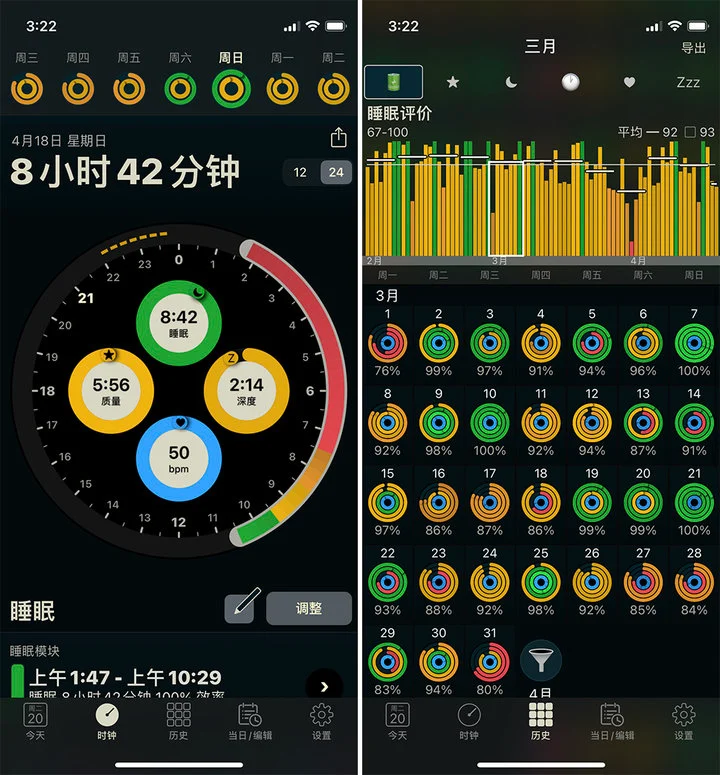 3:22
周三 周四 周五 周六 周日 周一 周二
4月18日 星期日
8小时42分钟
12 24
0
1
2
3
4
5
6
7
8
9
10
11
12
13
14
15
16
17
18
19
20
21
22
23
8:42
睡眠
5:56
质量
Z
2:14
深度
50
bpm
睡眠
调整
睡眠模块
上午1:47 - 上午10:29
睡眠 8小时42分钟 100% 效率
周二
20
今天 时钟 历史 当日/编辑 设置
3:22
三月
导出
Zzz
睡眠评价
67-100 平均 — 92 93
2月 3月 4月
周一 周二 周三 周四 周五 周六 周日
3月
1 2 3 4 5 6 7
76% 99% 97% 91% 94% 96% 100%
8 9 10 11 12 13 14
92% 98% 100% 92% 94% 87% 91%
15 16 17 18 19 20 21
97% 86% 87% 86% 99% 99% 100%
22 23 24 25 26 27 28
93% 88% 92% 98% 92% 85% 84%
29 30 31
83% 94% 80%
4月
周二
20
今天 时钟 历史 当日/编辑 设置